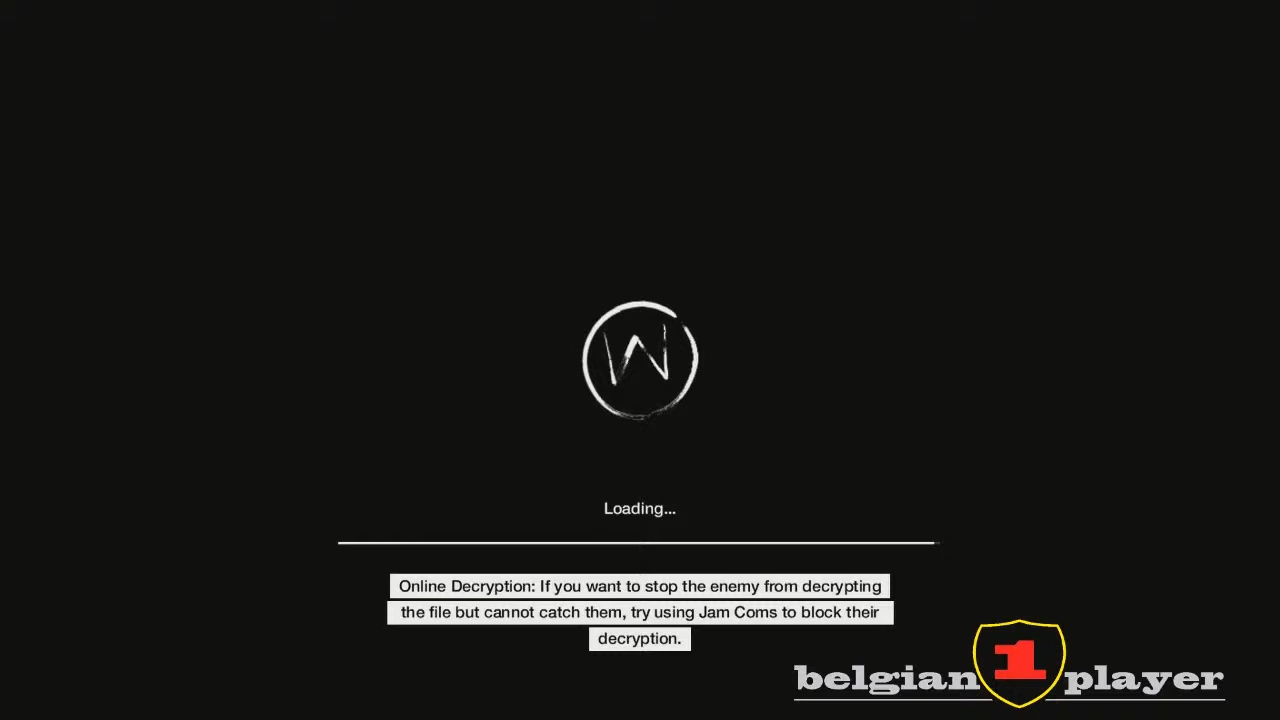 W
Loading...
Online Decryption: If you want to stop the enemy from decrypting
the file but cannot catch them, try using Jam Coms to block their
decryption.
belgian 1 player